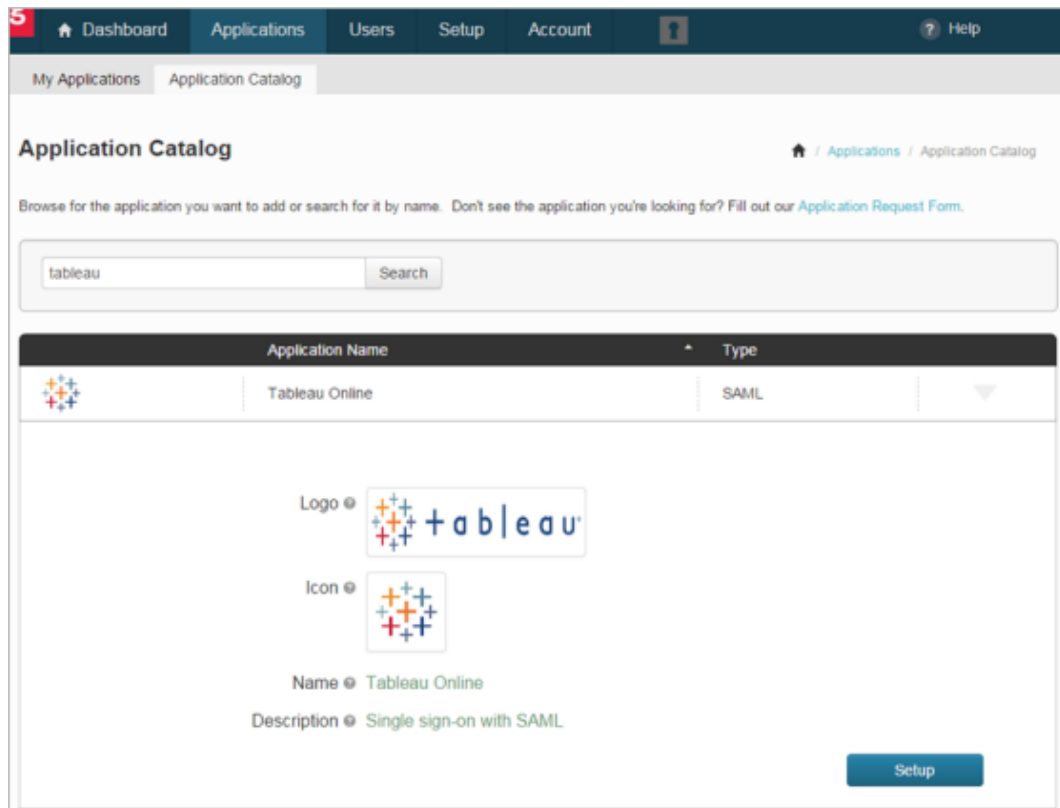 5
Dashboard Applications Users Setup Account ? Help
My Applications Application Catalog
Application Catalog
/ Applications / Application Catalog
Browse for the application you want to add or search for it by name. Don't see the application you're looking for? Fill out our Application Request Form.
tableau Search
Application Name Type
Tableau Online SAML
Logo ?
+ableau
Icon ?
Name ? Tableau Online
Description ? Single sign-on with SAML
Setup